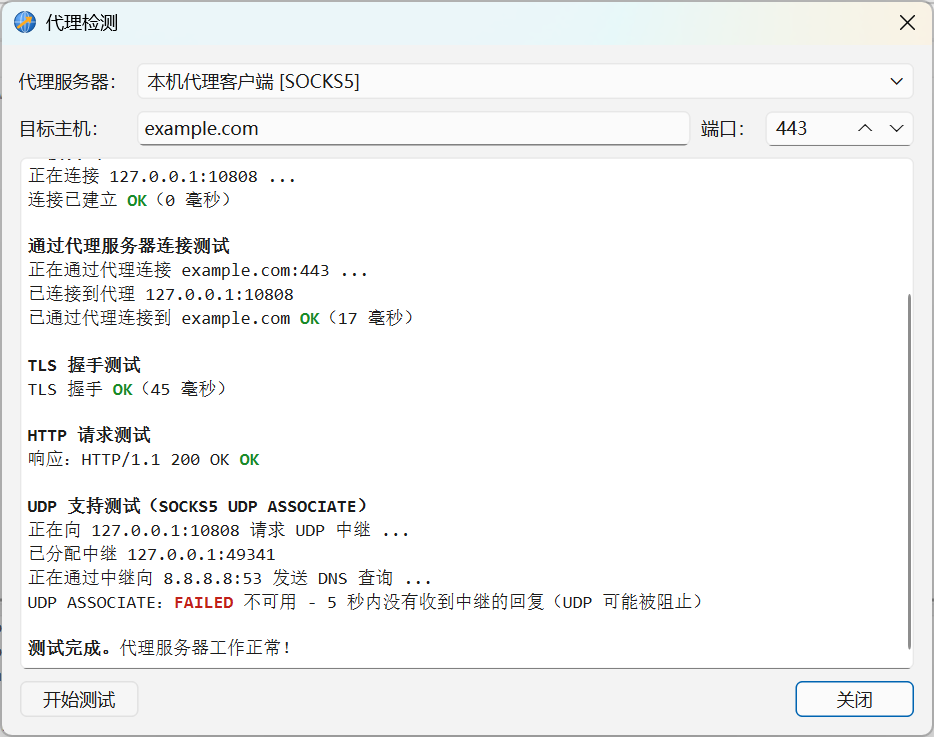 代理检测
代理服务器： 本机代理客户端 [SOCKS5]
目标主机： example.com 端口： 443
正在连接 127.0.0.1:10808 ...
连接已建立 OK（0 毫秒）
通过代理服务器连接测试
正在通过代理连接 example.com:443 ...
已连接到代理 127.0.0.1:10808
已通过代理连接到 example.com OK（17 毫秒）
TLS 握手测试
TLS 握手 OK（45 毫秒）
HTTP 请求测试
响应：HTTP/1.1 200 OK OK
UDP 支持测试（SOCKS5 UDP ASSOCIATE）
正在向 127.0.0.1:10808 请求 UDP 中继 ...
已分配中继 127.0.0.1:49341
正在通过中继向 8.8.8.8:53 发送 DNS 查询 ...
UDP ASSOCIATE：FAILED 不可用 - 5 秒内没有收到中继的回复（UDP 可能被阻止）
测试完成。代理服务器工作正常！
开始测试 关闭